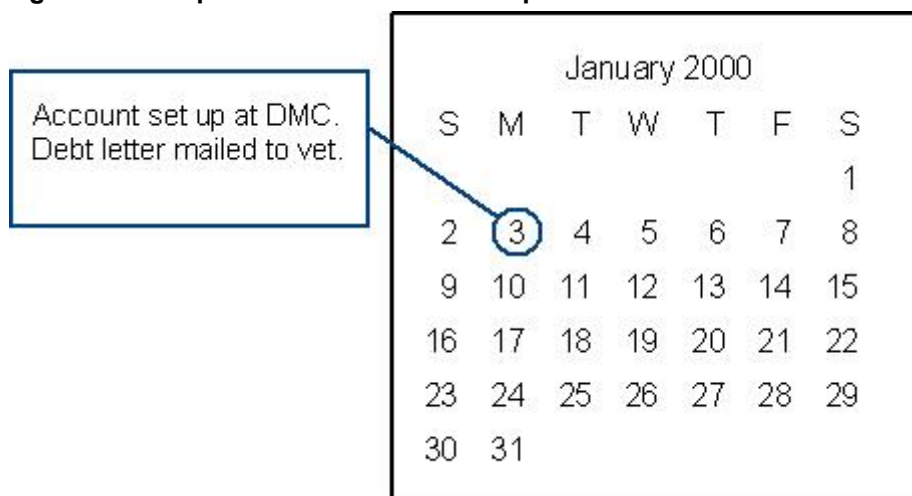 Account set up at DMC.
Debt letter mailed to vet.
January 2000
S M T W T F S
1
2 3 4 5 6 7 8
9 10 11 12 13 14 15
16 17 18 19 20 21 22
23 24 25 26 27 28 29
30 31